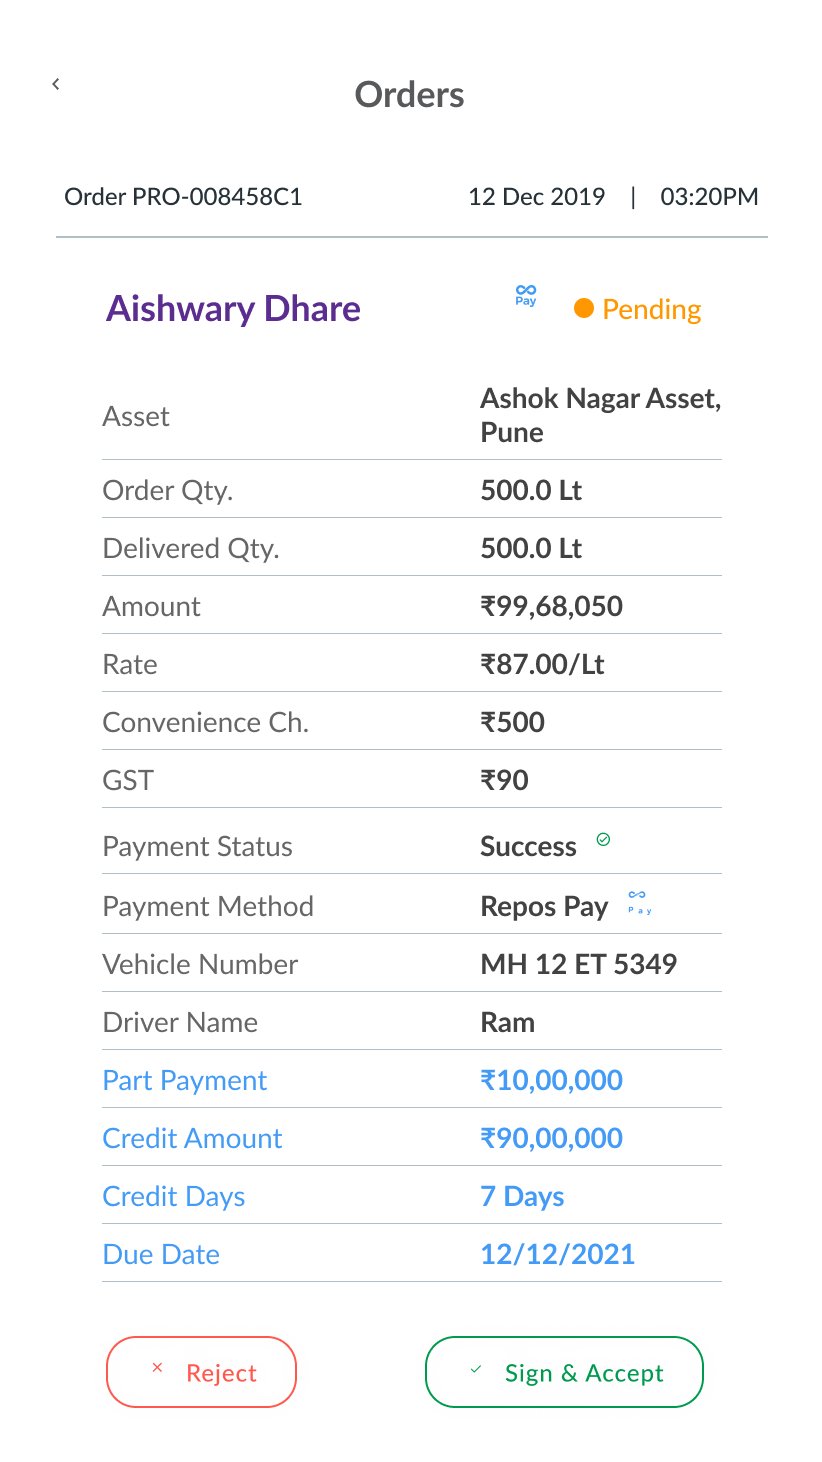 Orders
Order PRO-008458C1 12 Dec 2019 | 03:20PM
Aishwary Dhare Pay Pending
Asset Ashok Nagar Asset,
Pune
Order Qty. 500.0 Lt
Delivered Qty. 500.0 Lt
Amount ₹99,68,050
Rate ₹87.00/Lt
Convenience Ch. ₹500
GST ₹90
Payment Status Success
Payment Method Repos Pay Pay
Vehicle Number MH 12 ET 5349
Driver Name Ram
Part Payment ₹10,00,000
Credit Amount ₹90,00,000
Credit Days 7 Days
Due Date 12/12/2021
Reject Sign & Accept